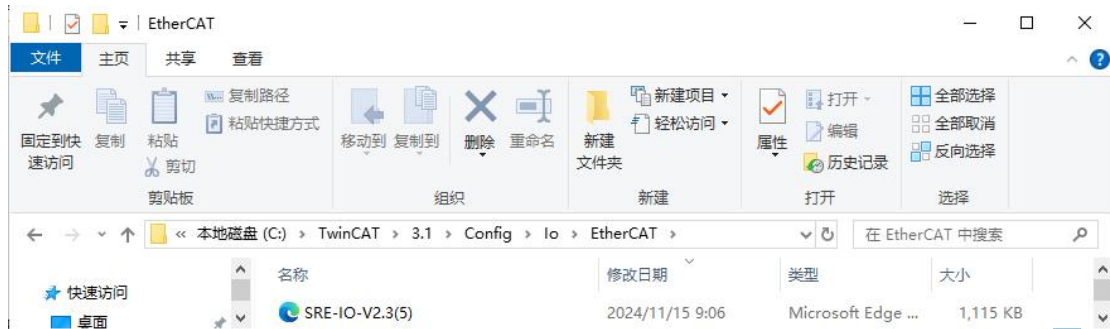 EtherCAT
文件 主页 共享 查看
固定到快速访问
复制
粘贴
复制路径
粘贴快捷方式
剪切
移动到 复制到 删除 重命名
新建文件夹
新建项目
轻松访问
属性
打开
编辑
历史记录
全部选择
全部取消
反向选择
剪贴板 组织 新建 打开 选择
« 本地磁盘 (C:) › TwinCAT › 3.1 › Config › Io › EtherCAT ›
在 EtherCAT 中搜索
快速访问
桌面
名称 修改日期 类型 大小
SRE-IO-V2.3(5) 2024/11/15 9:06 Microsoft Edge ... 1,115 KB